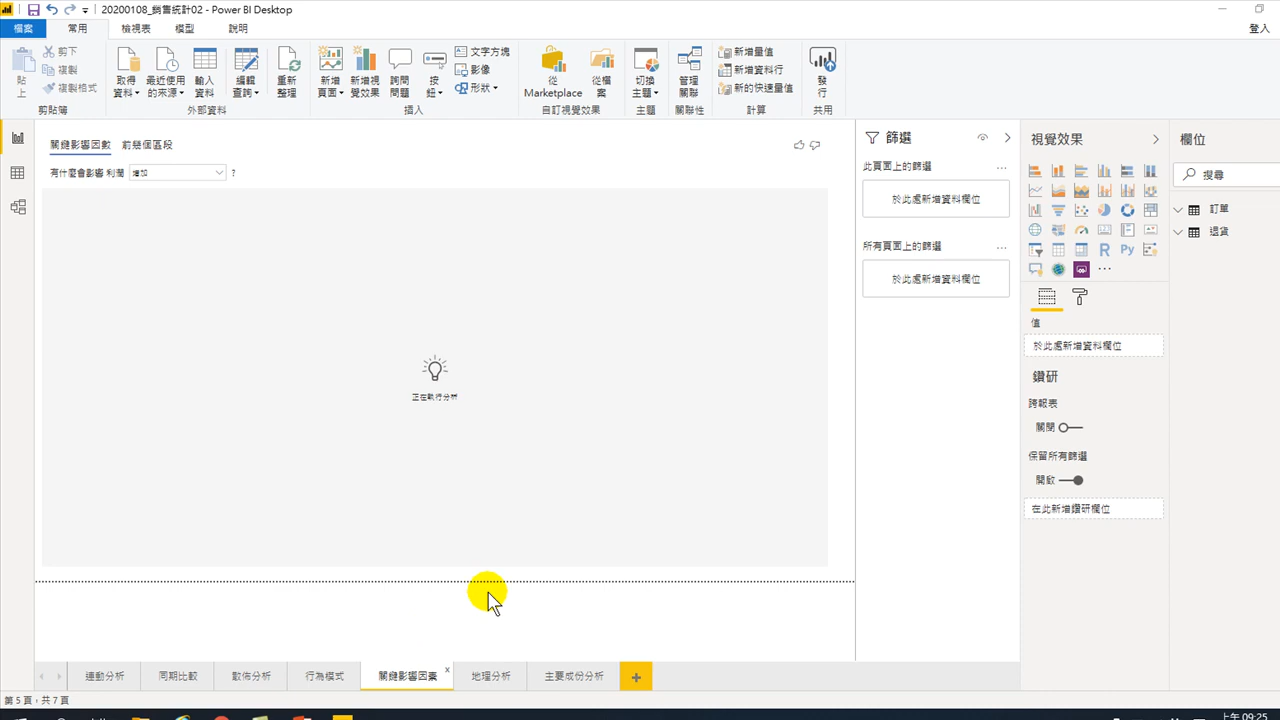 20200108_銷售統計02 - Power BI Desktop
檔案
常用
檢視表
模型
說明
登入
貼上
剪下
複製
複製格式
剪貼簿
取得資料
最近使用的來源
輸入資料
編輯查詢
重新整理
外部資料
新增頁面
新增視覺效果
詢問問題
按鈕
文字方塊
影像
形狀
插入
從 Marketplace
從檔案
自訂視覺效果
切換主題
主題
管理關聯
關聯性
新增量值
新增資料行
新的快速量值
計算
發行
共用
關鍵影響因數
前幾個區段
有什麼會影響 利潤
增加
?
正在執行分析
篩選
此頁面上的篩選
...
於此處新增資料欄位
所有頁面上的篩選
...
於此處新增資料欄位
視覺效果
R
Py
值
於此處新增資料欄位
鑽研
跨報表
關閉
保留所有篩選
開啟
在此新增鑽研欄位
欄位
搜尋
訂單
退貨
連動分析
同期比較
散佈分析
行為模式
關鍵影響因素
x
地理分析
主要成份分析
+
第 5 頁，共 7 頁
上午 09:25